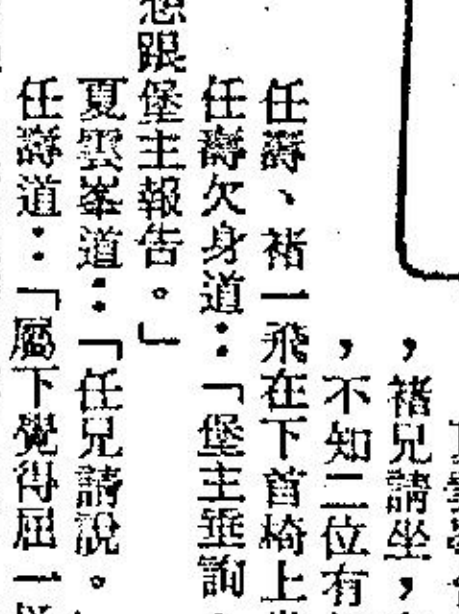 ，褚兄請坐，
，不知二位有
任壽、褚一飛在下首椅上
任壽欠身道：「堡主垂詢
想跟堡主報告。」
夏雲峯道：「任兄請說。
任壽道：「屬下覺得屈一